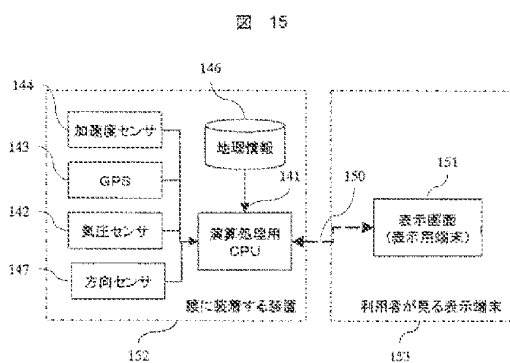 図 15
144
加速度センサ
143
GPS
142
気圧センサ
147
方向センサ
146
地理情報
141
演算処理用
CPU
腰に装着する装置
152
150
151
表示画面
(表示用端末)
利用者が見る表示端末
153